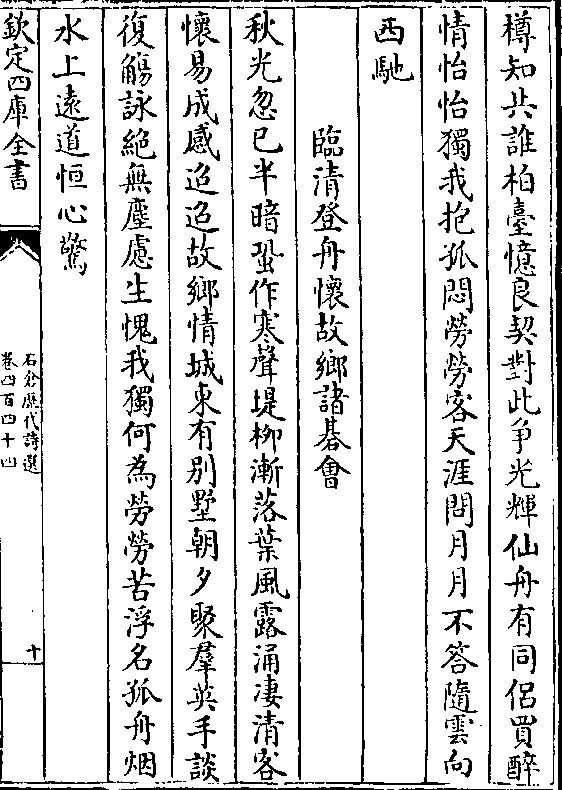 樽知共誰柏臺憶良契對此争光輝仙舟有同侶買醉
情怡怡獨我抱孤悶勞勞客天涯問月月不答隨雲向
西馳
臨清登舟懷故鄉諸碁會
秋光忽已半暗蛩作寒聲堤柳漸落葉風露涌凄清客
懷易成感迢迢故鄉情城東有别墅朝夕聚羣英手談
復觴詠絶無塵慮生愧我獨何為勞勞苦浮名孤舟烟
水上遠道恒心驚
欽定四庫全書
石倉歷代詩選
卷四百四十四
十